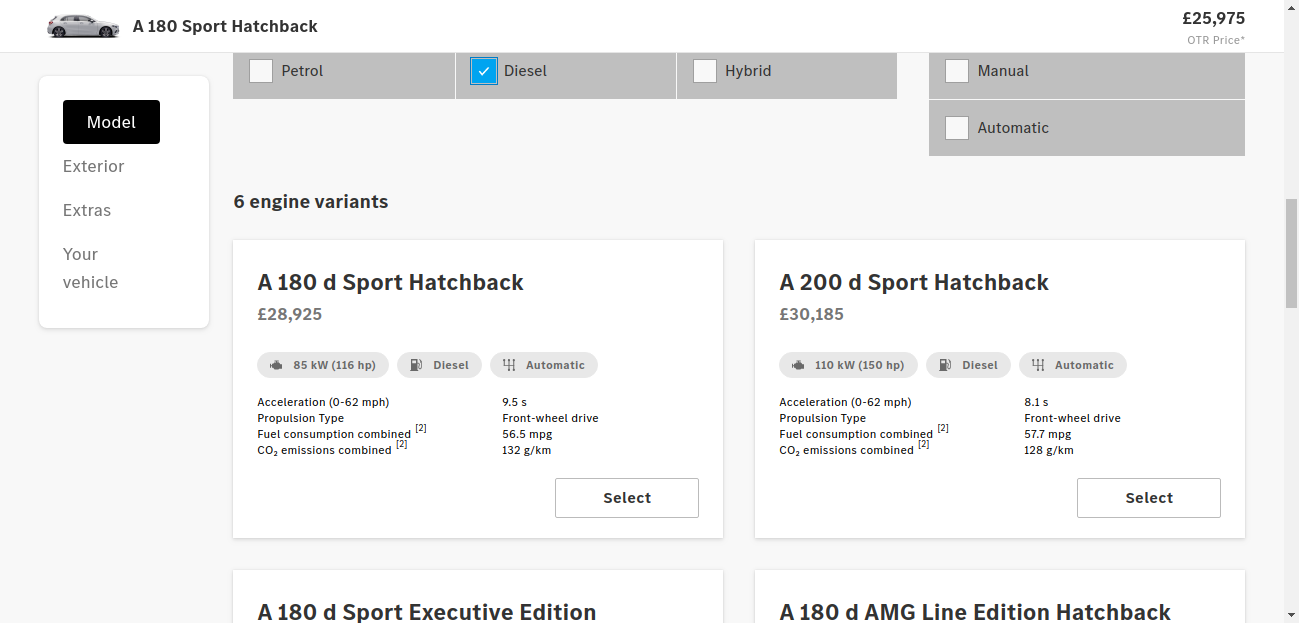 A 180 Sport Hatchback
£25,975
OTR Price*
Petrol
Diesel
Hybrid
Manual
Automatic
Model
Exterior
Extras
Your
vehicle
6 engine variants
A 180 d Sport Hatchback
£28,925
85 kW (116 hp)
Diesel
Automatic
Acceleration (0-62 mph) 9.5 s
Propulsion Type Front-wheel drive
Fuel consumption combined [2] 56.5 mpg
CO₂ emissions combined [2] 132 g/km
Select
A 200 d Sport Hatchback
£30,185
110 kW (150 hp)
Diesel
Automatic
Acceleration (0-62 mph) 8.1 s
Propulsion Type Front-wheel drive
Fuel consumption combined [2] 57.7 mpg
CO₂ emissions combined [2] 128 g/km
Select
A 180 d Sport Executive Edition
A 180 d AMG Line Edition Hatchback